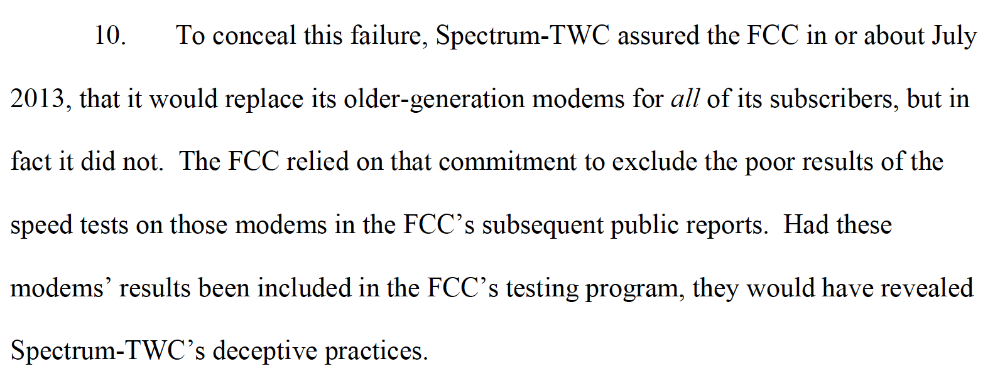 10. To conceal this failure, Spectrum-TWC assured the FCC in or about July
2013, that it would replace its older-generation modems for all of its subscribers, but in
fact it did not. The FCC relied on that commitment to exclude the poor results of the
speed tests on those modems in the FCC’s subsequent public reports. Had these
modems’ results been included in the FCC’s testing program, they would have revealed
Spectrum-TWC’s deceptive practices.